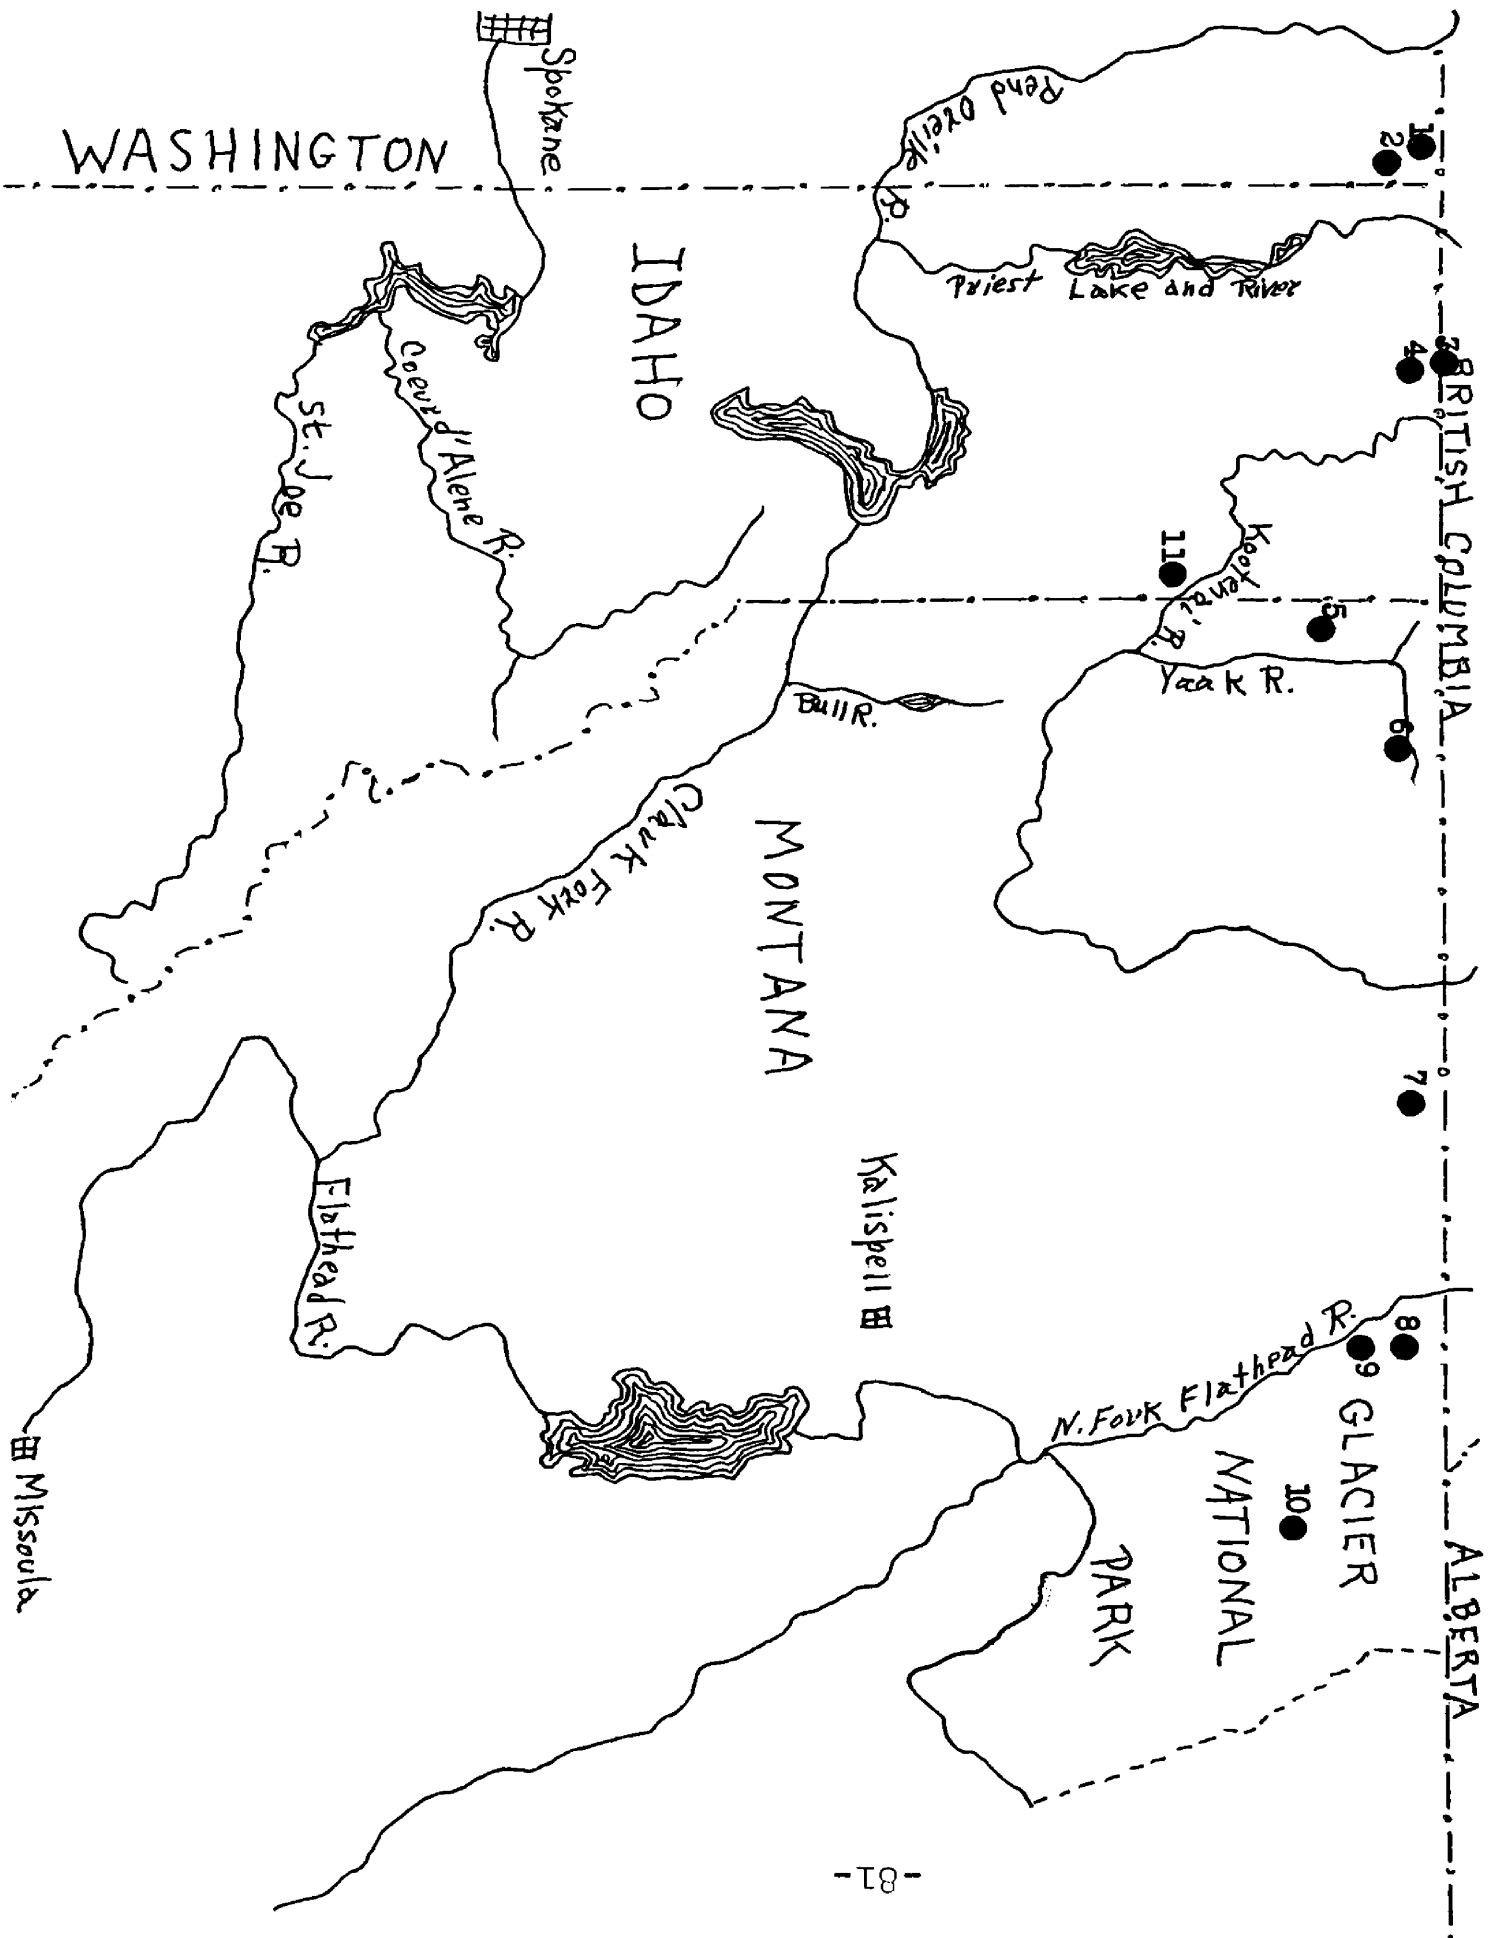 BRITISH COLUMBIA
ALBERTA
1
2
3
4
5
6
7
8
9
10
11
Pend Oreille R.
Priest Lake and River
Kootenai R.
Yaak R.
N. Fork Flathead R.
GLACIER
NATIONAL
PARK
Bull R.
Kalispell
MONTANA
IDAHO
Clark Fork R.
Spokane
WASHINGTON
Coeur d'Alene R.
St. Joe R.
Flathead R.
Missoula
-81-